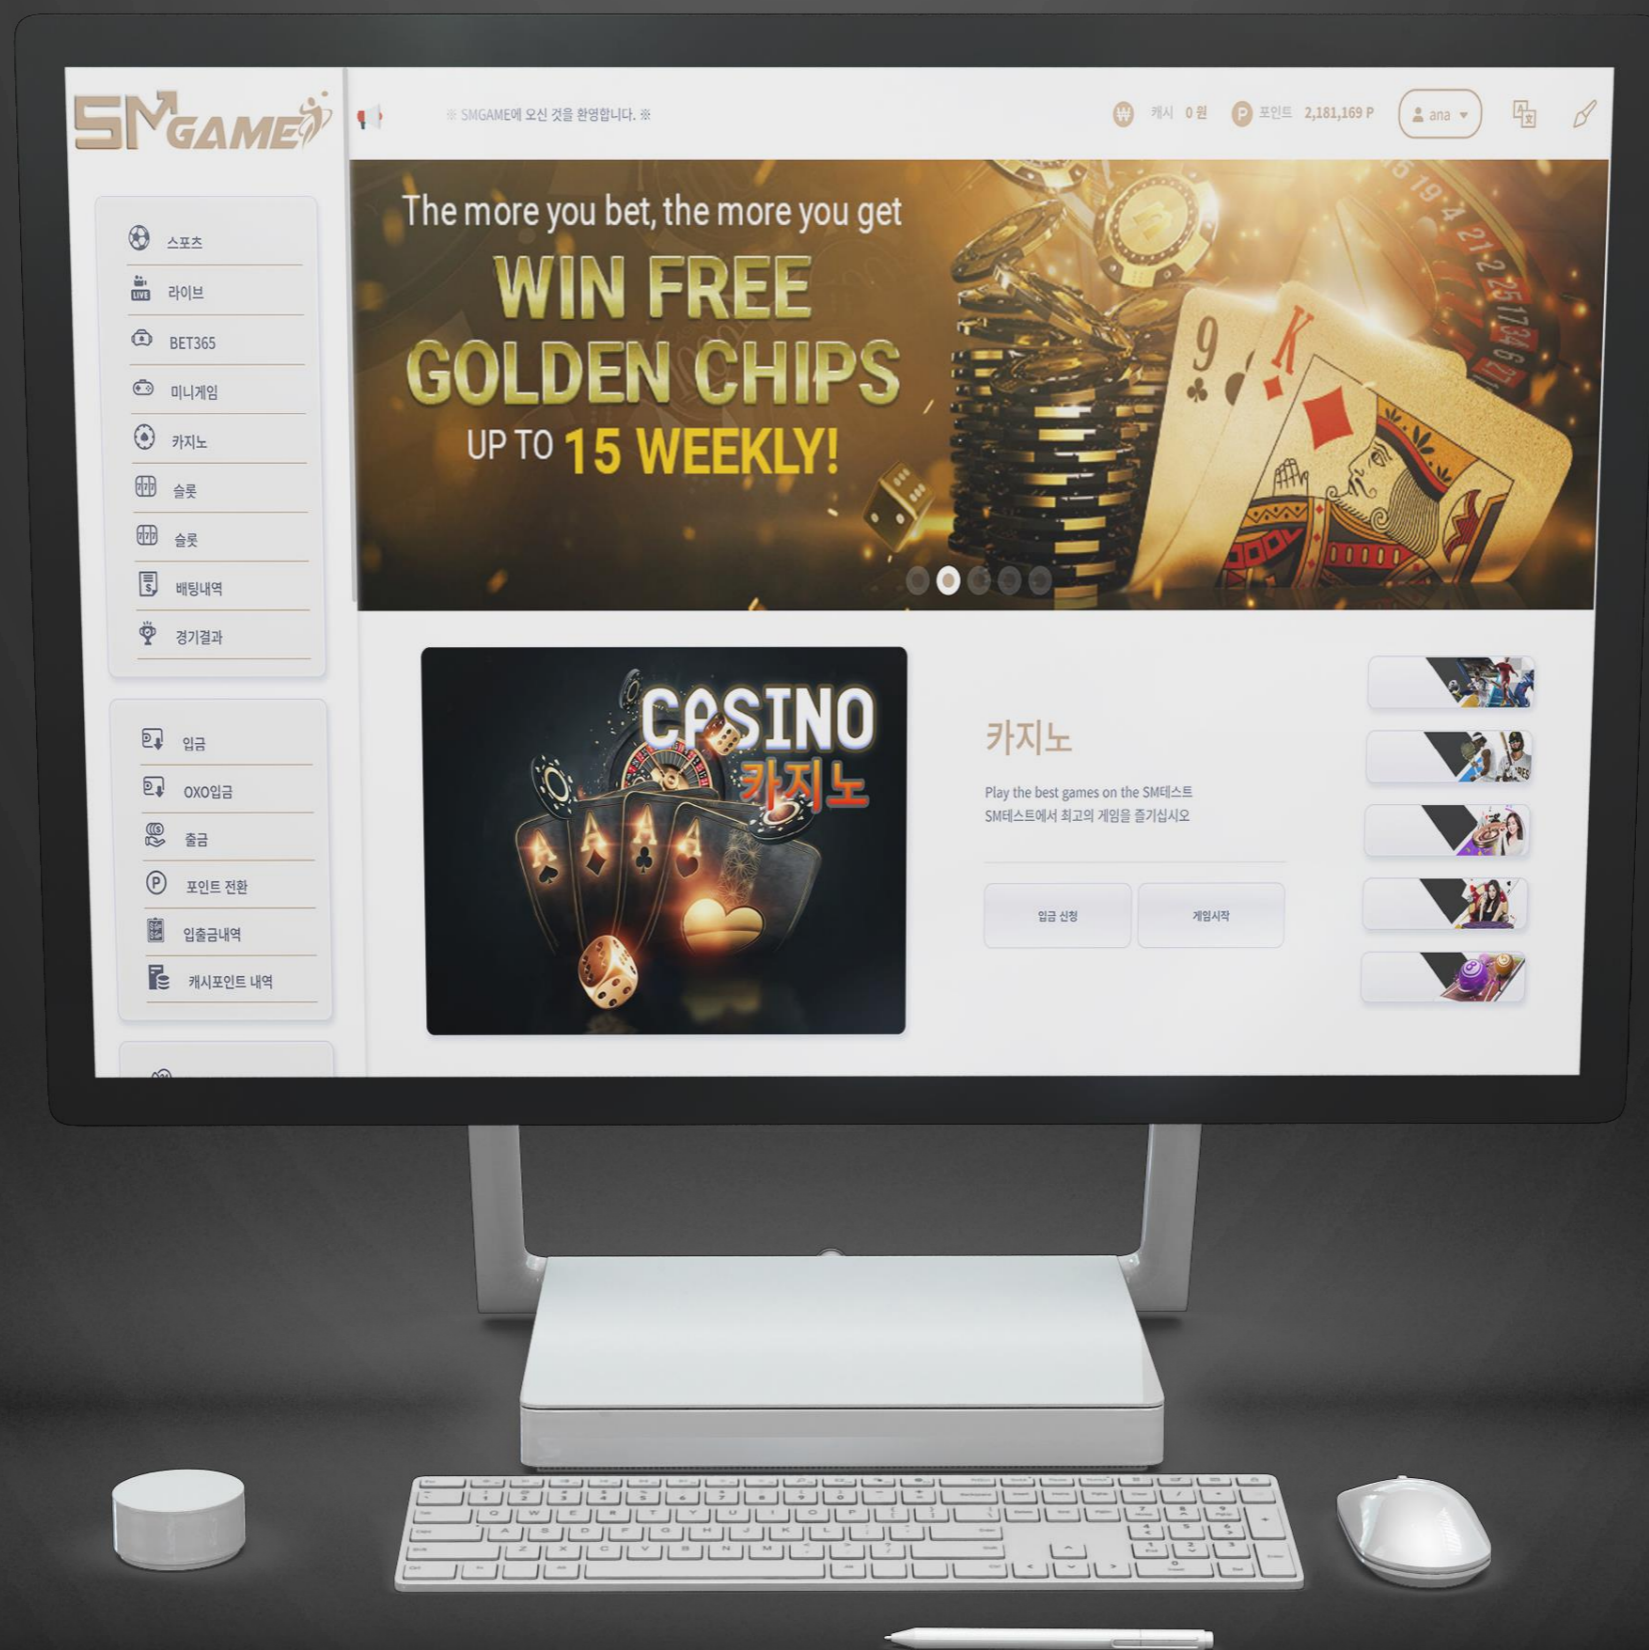 SMGAME
※ SMGAME에 오신 것을 환영합니다. ※
캐시 0 원
포인트 2,181,169 P
ana
스포츠
라이브
BET365
미니게임
카지노
슬롯
슬롯
배팅내역
경기결과
입금
OXO입금
출금
포인트 전환
입출금내역
캐시포인트 내역
The more you bet, the more you get
WIN FREE
GOLDEN CHIPS
UP TO 15 WEEKLY!
9
K
CASINO
카지노
A A A A
카지노
Play the best games on the SM테스트
SM테스트에서 최고의 게임을 즐기십시오
입금 신청
게임시작